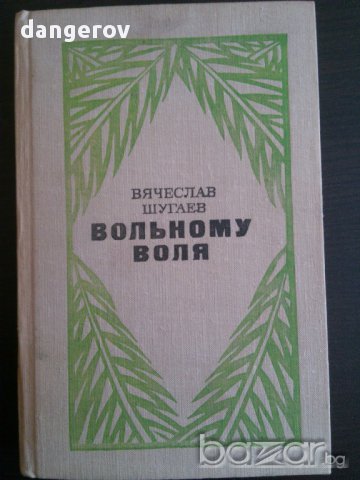 dangerov
ВЯЧЕСЛАВ
ШУГАЕВ
ВОЛЬНОМУ
ВОЛЯ
bazar.bg